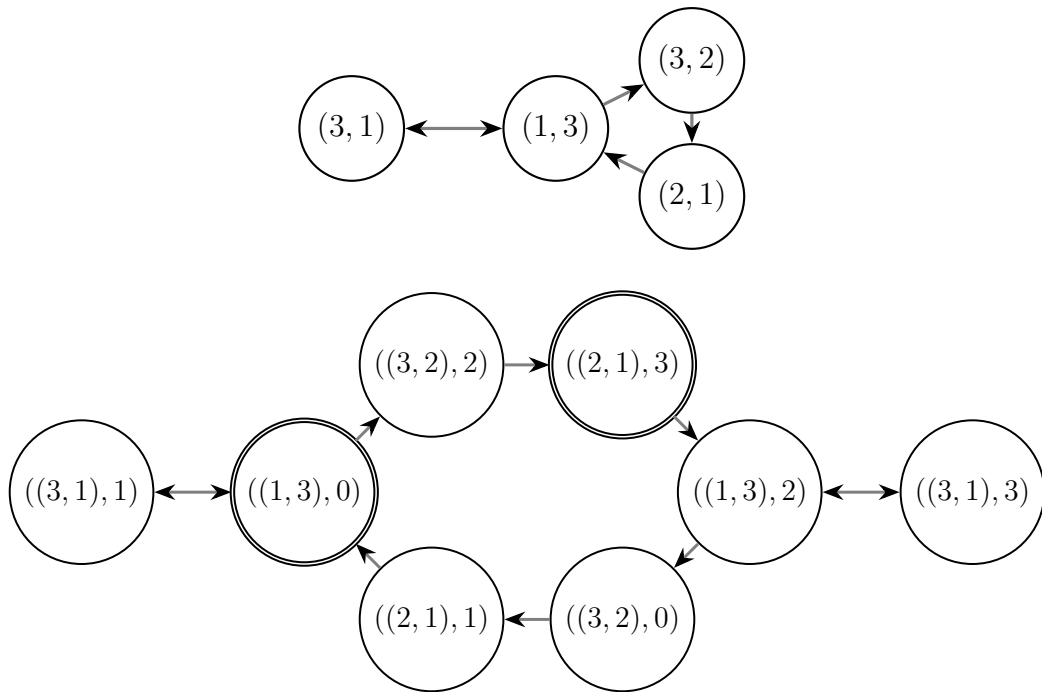 (3, 2)
(3, 1)
(1, 3)
(2, 1)
((3, 2), 2)
((2, 1), 3)
((3, 1), 1)
((1, 3), 0)
((1, 3), 2)
((3, 1), 3)
((2, 1), 1)
((3, 2), 0)